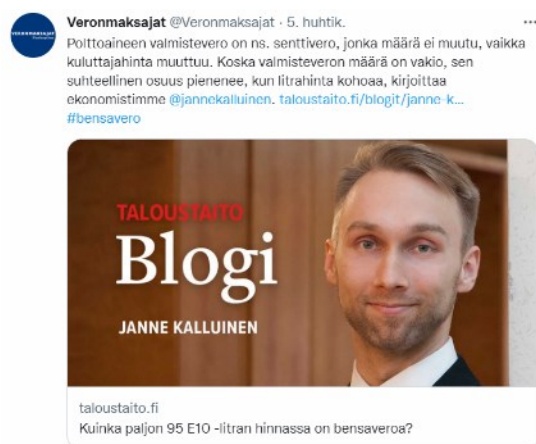 Veronmaksajat @Veronmaksajat · 5. huhtik.
Polttoaineen valmistevero on ns. senttivero, jonka määrä ei muutu, vaikka
kuluttajahinta muuttuu. Koska valmisteveron määrä on vakio, sen
suhteellinen osuus pienenee, kun litrahinta kohoaa, kirjoittaa
ekonomistimme @jannekalluinen. taloustaito.fi/blogit/janne-k...
#bensavero
TALOUSTAITO
Blogi
JANNE KALLUINEN
taloustaito.fi
Kuinka paljon 95 E10 -litran hinnassa on bensaveroa?